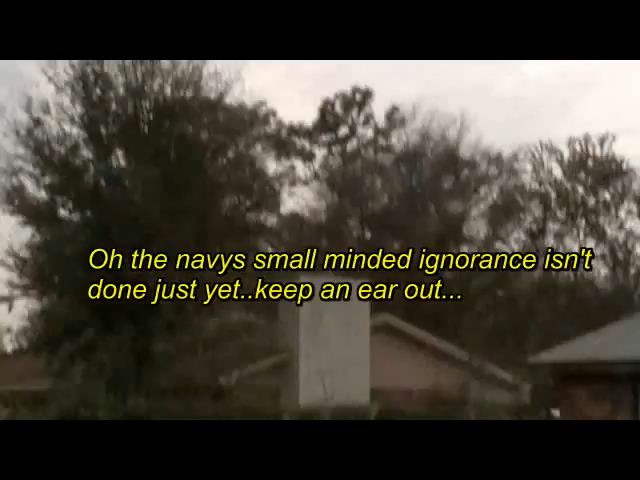 Oh the navys small minded ignorance isn't
done just yet..keep an ear out...